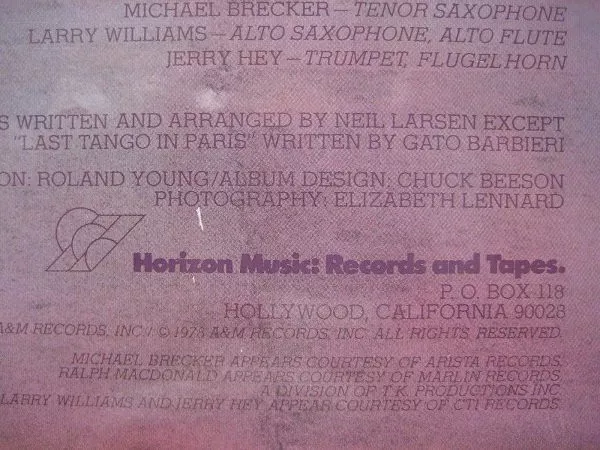 MICHAEL BRECKER—TENOR SAXOPHONE
LARRY WILLIAMS—ALTO SAXOPHONE, ALTO FLUTE
JERRY HEY—TRUMPET, FLUGELHORN
S WRITTEN AND ARRANGED BY NEIL LARSEN EXCEPT
"LAST TANGO IN PARIS" WRITTEN BY GATO BARBIERI
ON: ROLAND YOUNG/ALBUM DESIGN: CHUCK BEESON
PHOTOGRAPHY: ELIZABETH LENNARD
Horizon Music: Records and Tapes.
P. O. BOX 118
HOLLYWOOD, CALIFORNIA 90028
A&M RECORDS, INC / © 1978 A&M RECORDS, INC. ALL RIGHTS RESERVED.
MICHAEL BRECKER APPEARS COURTESY OF ARISTA RECORDS.
RALPH MACDONALD APPEARS COURTESY OF MARLIN RECORDS,
A DIVISION OF T.K. PRODUCTIONS INC.
LARRY WILLIAMS AND JERRY HEY APPEAR COURTESY OF CTI RECORDS.